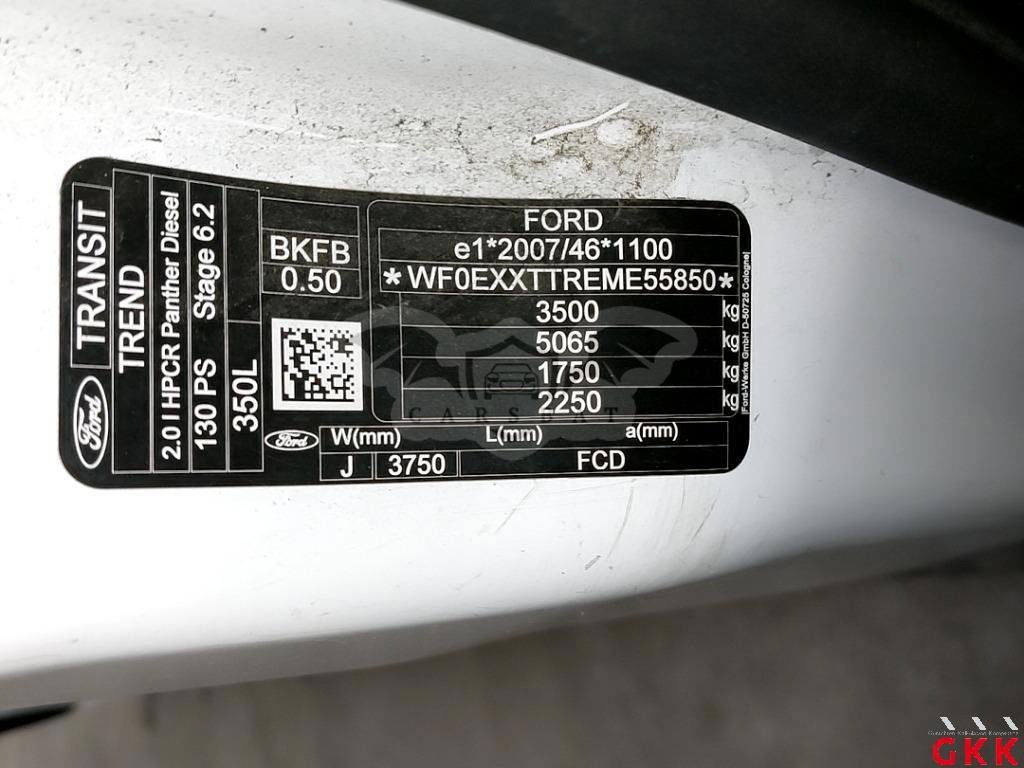 FORD
e1*2007/46*1100
*WF0EXXTTREME55850*
3500 kg
5065 kg
1750 kg
2250 kg
BKFB
0.50
W(mm) L(mm) a(mm)
J 3750 FCD
Ford
Ford
TRANSIT
TREND
2.0 l HPCR Panther Diesel
130 PS Stage 6.2
350L
Ford-Werke GmbH D-50725 Cologne
CARSBAT
GKK